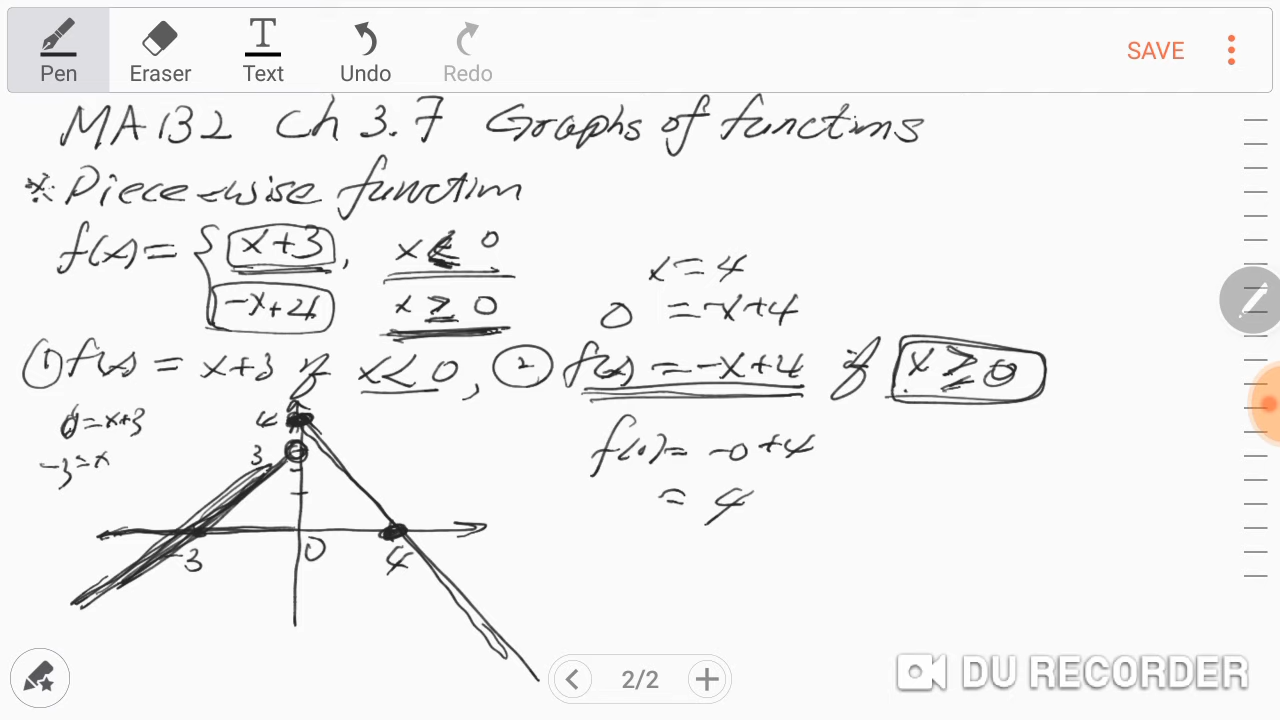 Pen Eraser Text Undo Redo SAVE
MA132 Ch 3.7 Graphs of functions
* Piece-wise function
f(x) = { x+3, x < 0
-x+4 x ≥ 0
x = 4
0 = -x+4
① f(x) = x+3 if x < 0, ② f(x) = -x+4 if x ≥ 0
0 = x+3
-3 = x
4
3
-3 0 4
f(0) = -0+4
= 4
2/2
DU RECORDER